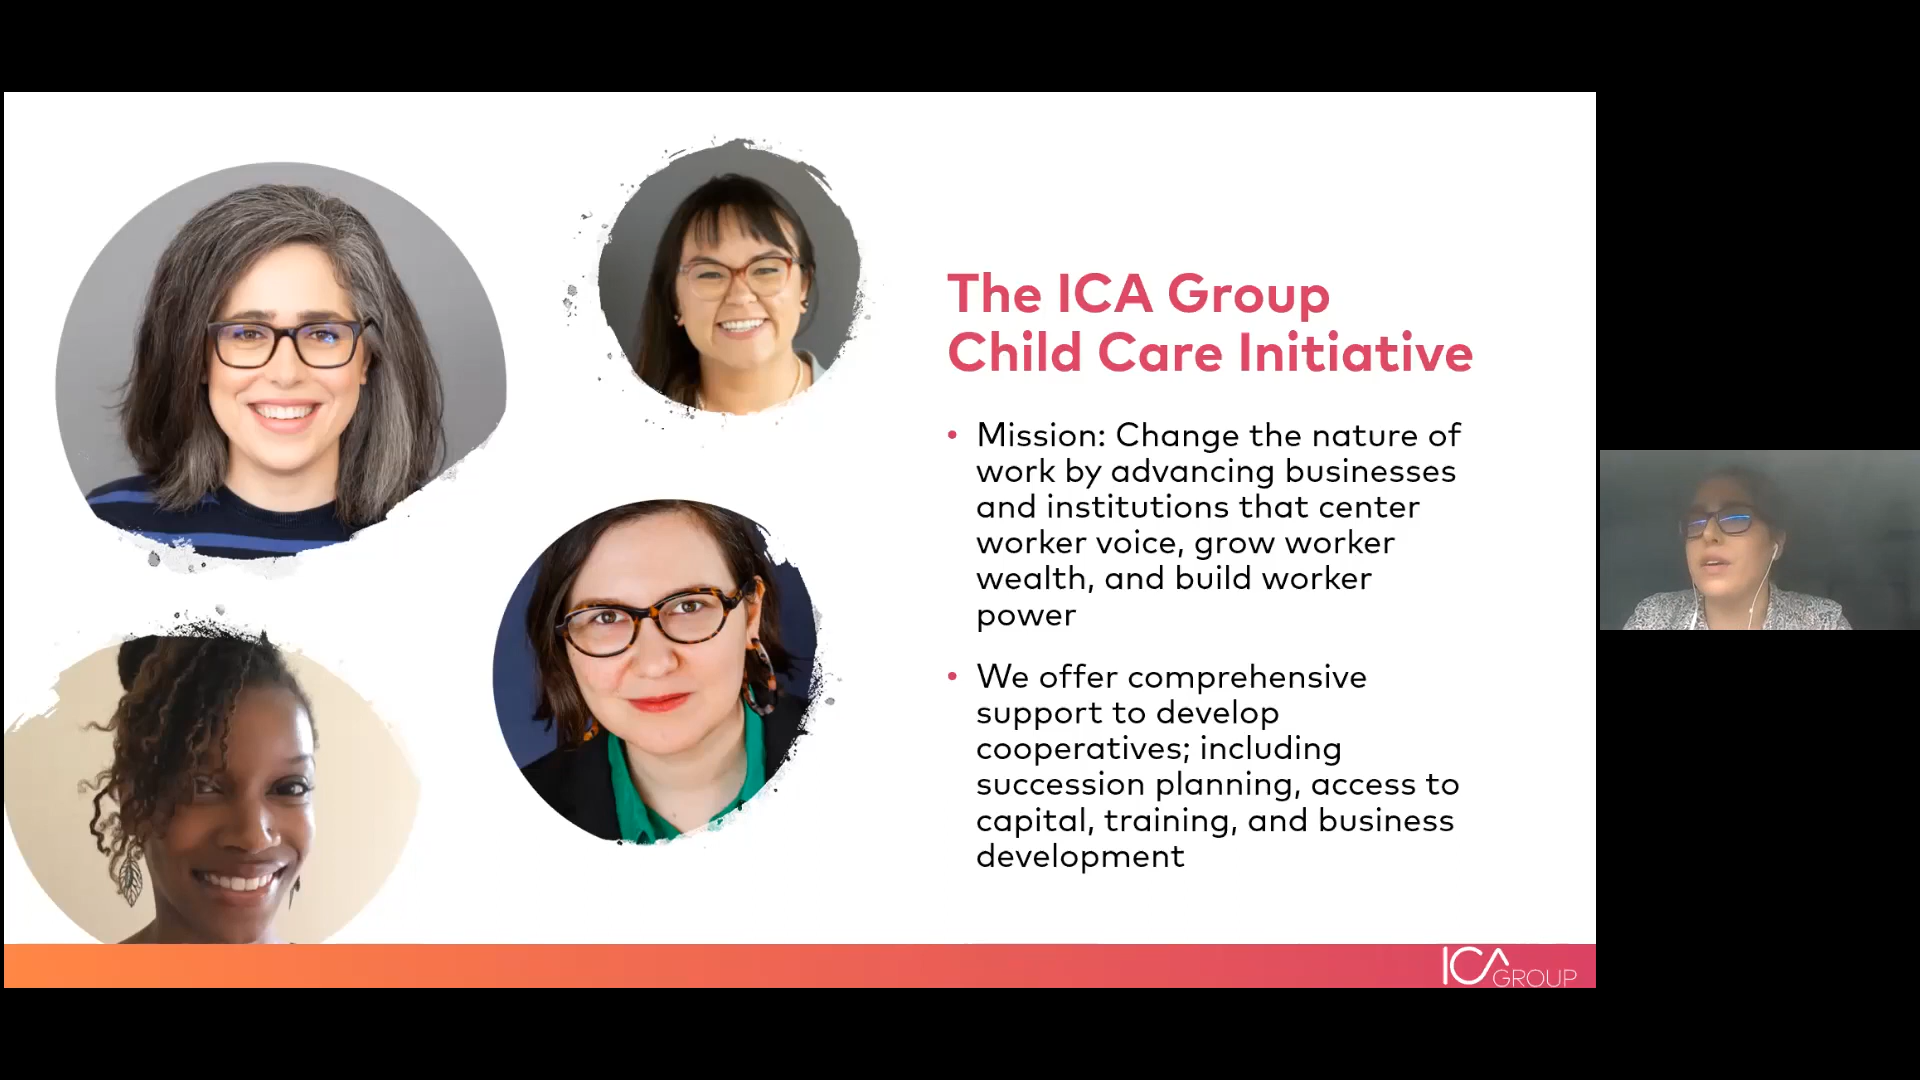 The ICA Group
Child Care Initiative
• Mission: Change the nature of
work by advancing businesses
and institutions that center
worker voice, grow worker
wealth, and build worker
power
• We offer comprehensive
support to develop
cooperatives; including
succession planning, access to
capital, training, and business
development
ICA GROUP